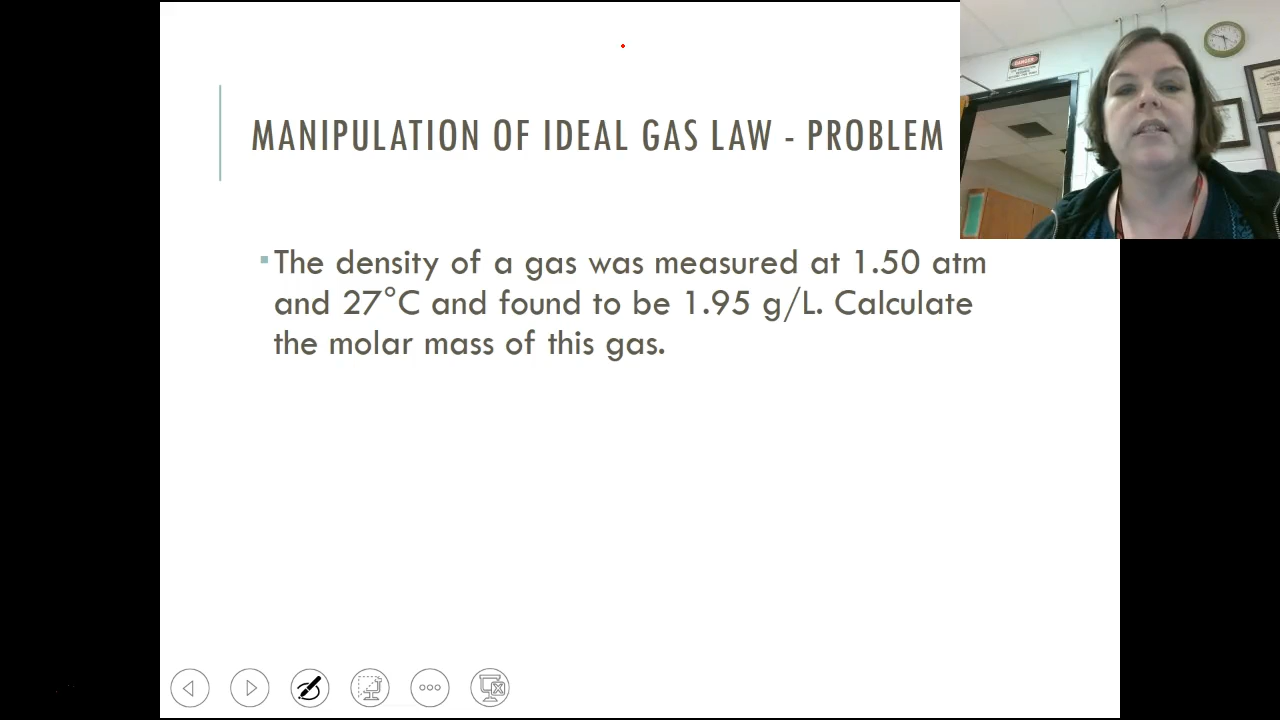 MANIPULATION OF IDEAL GAS LAW - PROBLEM
DANGER
The density of a gas was measured at 1.50 atm
and 27°C and found to be 1.95 g/L. Calculate
the molar mass of this gas.